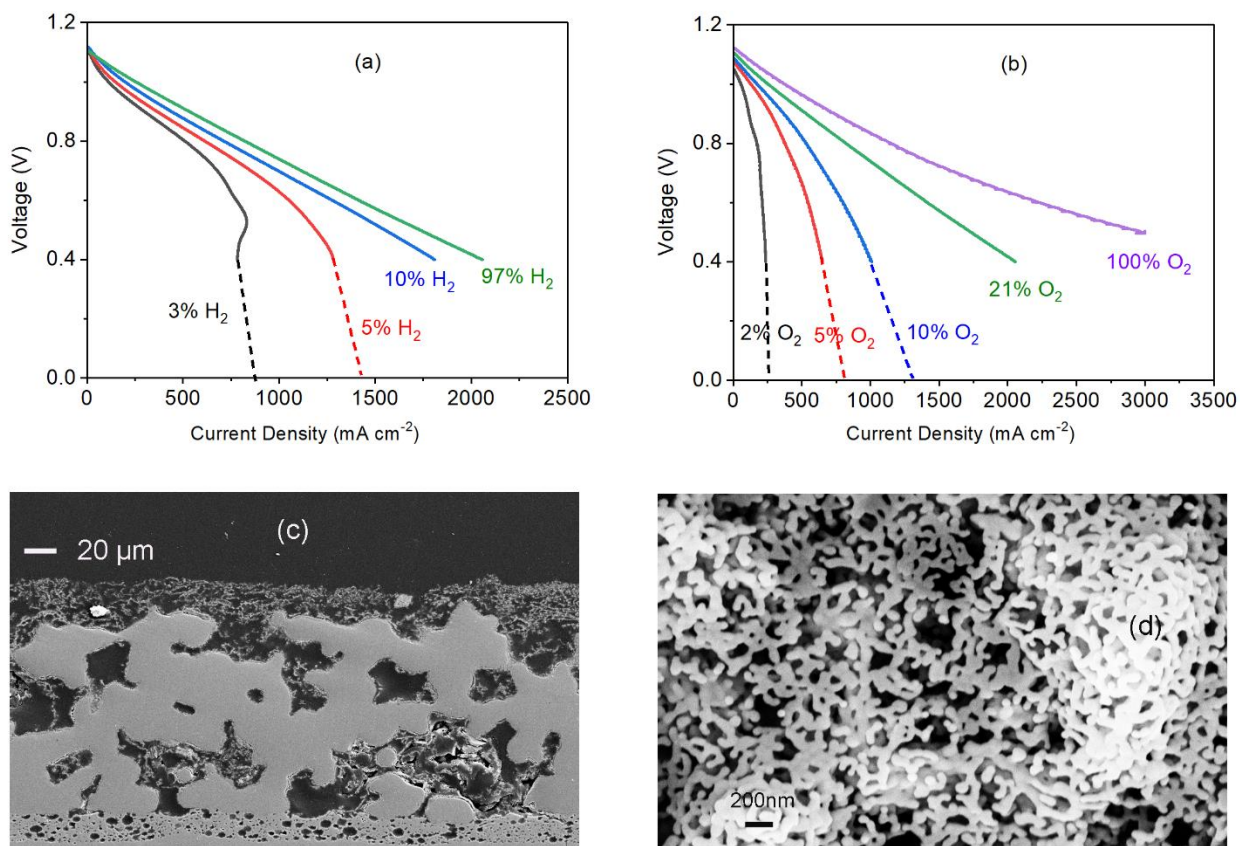 (a)
1.2
0.8
0.4
0.0
Voltage (V)
3% H₂
5% H₂
10% H₂
97% H₂
0 500 1000 1500 2000 2500
Current Density (mA cm⁻²)
(b)
1.2
0.8
0.4
0.0
Voltage (V)
2% O₂
5% O₂
10% O₂
21% O₂
100% O₂
0 500 1000 1500 2000 2500 3000 3500
Current Density (mA cm⁻²)
(c)
20 µm
(d)
200nm